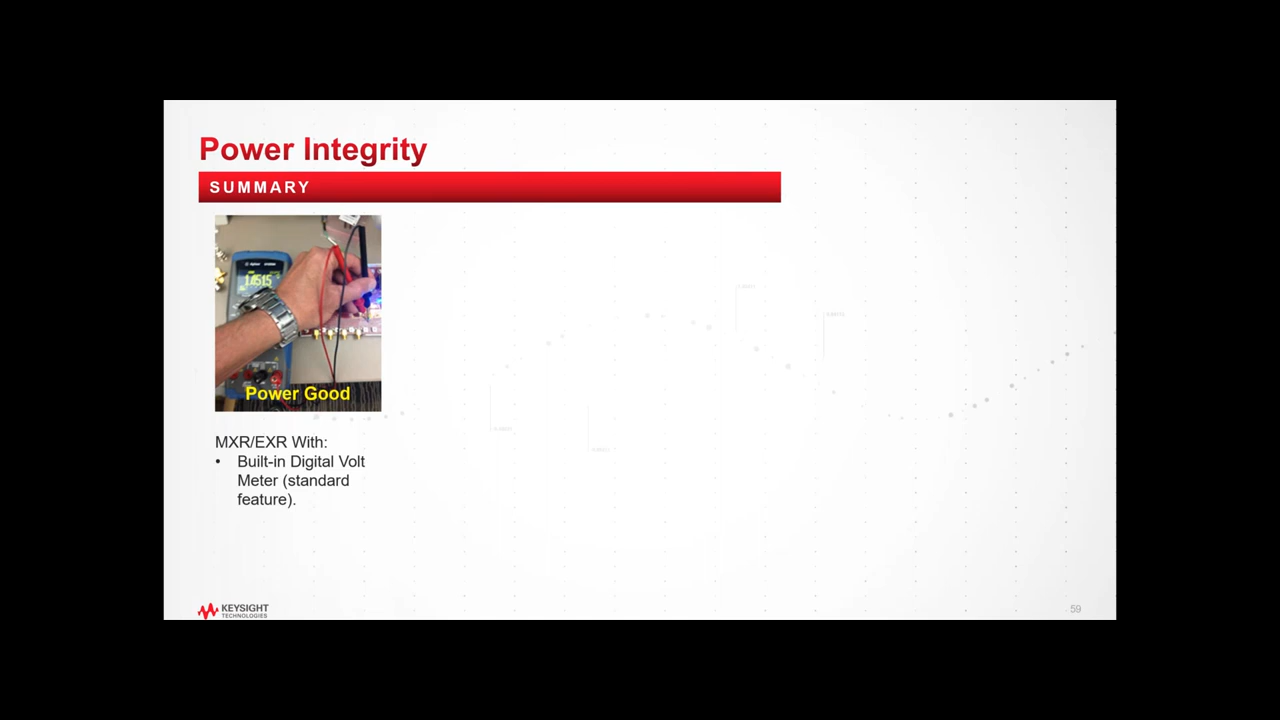 Power Integrity
SUMMARY
Power Good
MXR/EXR With:
• Built-in Digital Volt
Meter (standard
feature).
KEYSIGHT
TECHNOLOGIES
59